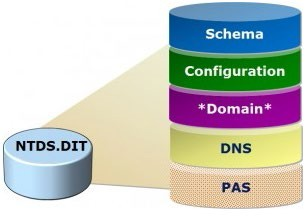 Schema
Configuration
*Domain*
NTDS.DIT
DNS
PAS